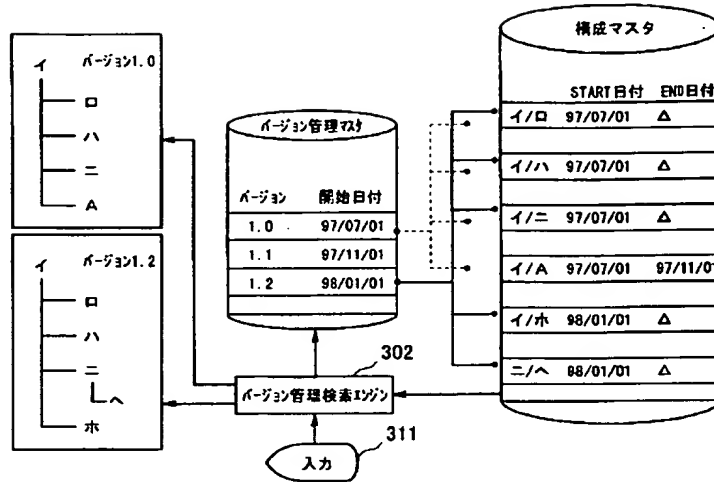 イ バージョン1.0
ロ
ハ
ニ
A
イ バージョン1.2
ロ
ハ
ニ
ヘ
ホ
バージョン管理マスタ
バージョン 開始日付
1.0 97/07/01
1.1 97/11/01
1.2 98/01/01
構成マスタ
START日付 END日付
イ/ロ 97/07/01 △
イ/ハ 97/07/01 △
イ/ニ 97/07/01 △
イ/A 97/07/01 97/11/01
イ/ホ 98/01/01 △
ニ/ヘ 98/01/01 △
302
バージョン管理検索エンジン
311
入力